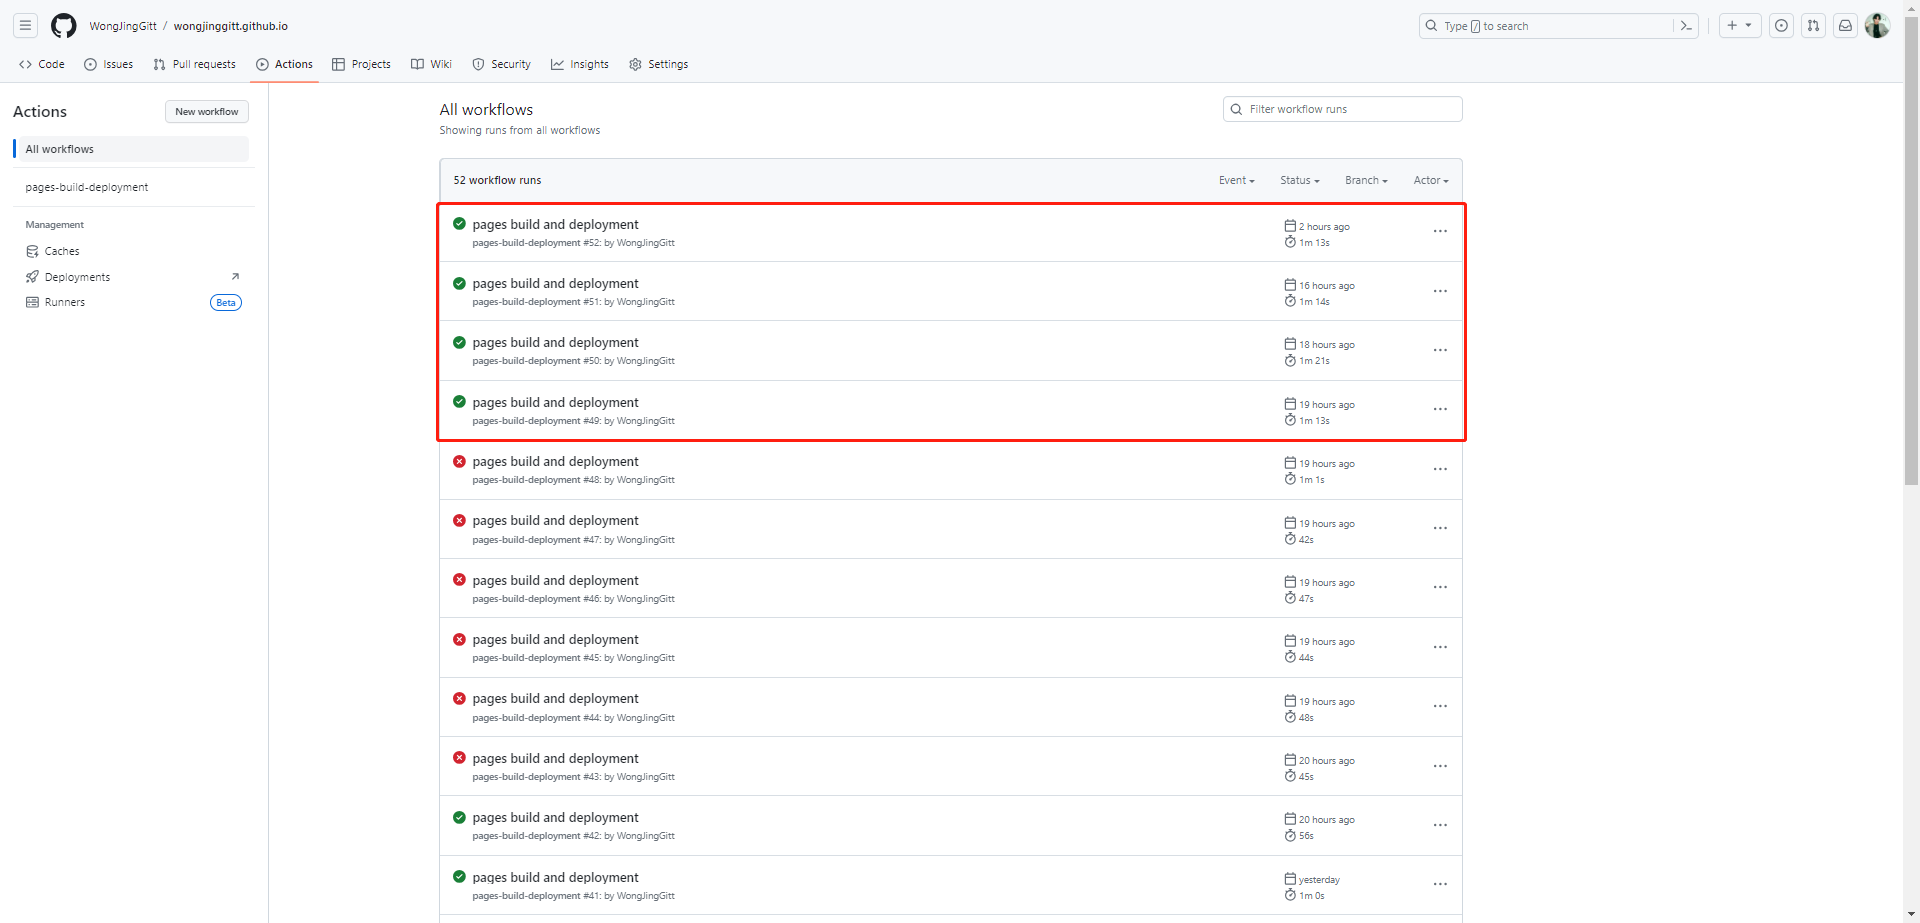 WongJingGitt / wongjinggitt.github.io
Type / to search
Code Issues Pull requests Actions Projects Wiki Security Insights Settings
Actions
New workflow
All workflows
pages-build-deployment
Management
Caches
Deployments
Runners
Beta
All workflows
Showing runs from all workflows
Filter workflow runs
52 workflow runs
Event Status Branch Actor
pages build and deployment
pages-build-deployment #52: by WongJingGitt
2 hours ago
1m 13s
pages build and deployment
pages-build-deployment #51: by WongJingGitt
16 hours ago
1m 14s
pages build and deployment
pages-build-deployment #50: by WongJingGitt
18 hours ago
1m 21s
pages build and deployment
pages-build-deployment #49: by WongJingGitt
19 hours ago
1m 13s
pages build and deployment
pages-build-deployment #48: by WongJingGitt
19 hours ago
1m 1s
pages build and deployment
pages-build-deployment #47: by WongJingGitt
19 hours ago
42s
pages build and deployment
pages-build-deployment #46: by WongJingGitt
19 hours ago
47s
pages build and deployment
pages-build-deployment #45: by WongJingGitt
19 hours ago
44s
pages build and deployment
pages-build-deployment #44: by WongJingGitt
19 hours ago
48s
pages build and deployment
pages-build-deployment #43: by WongJingGitt
20 hours ago
45s
pages build and deployment
pages-build-deployment #42: by WongJingGitt
20 hours ago
56s
pages build and deployment
pages-build-deployment #41: by WongJingGitt
yesterday
1m 0s